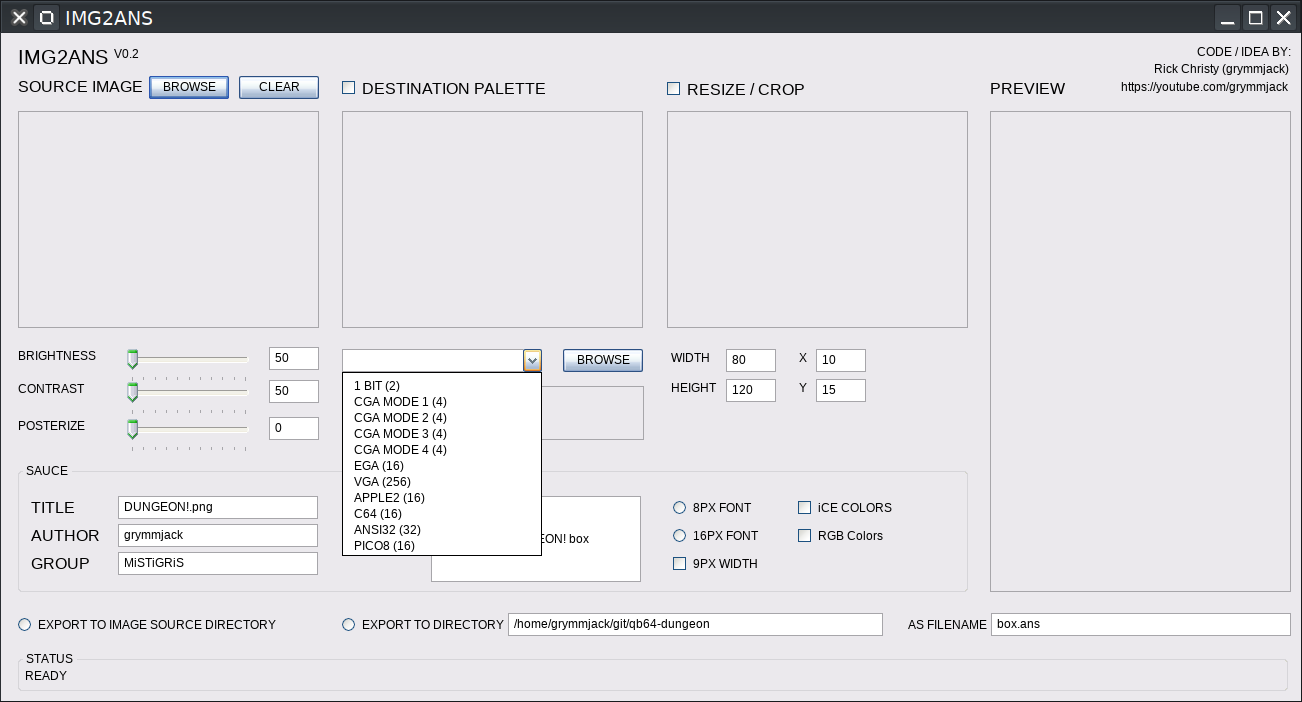 IMG2ANS
IMG2ANS V0.2
CODE / IDEA BY:
Rick Christy (grymmjack)
https://youtube.com/grymmjack
SOURCE IMAGE BROWSE CLEAR
DESTINATION PALETTE
RESIZE / CROP
PREVIEW
BRIGHTNESS 50
CONTRAST 50
POSTERIZE 0
BROWSE
1 BIT (2)
CGA MODE 1 (4)
CGA MODE 2 (4)
CGA MODE 3 (4)
CGA MODE 4 (4)
EGA (16)
VGA (256)
APPLE2 (16)
C64 (16)
ANSI32 (32)
PICO8 (16)
WIDTH 80 X 10
HEIGHT 120 Y 15
SAUCE
TITLE DUNGEON!.png
AUTHOR grymmjack
GROUP MiSTiGRiS
box
8PX FONT iCE COLORS
16PX FONT RGB Colors
9PX WIDTH
EXPORT TO IMAGE SOURCE DIRECTORY
EXPORT TO DIRECTORY /home/grymmjack/git/qb64-dungeon
AS FILENAME box.ans
STATUS
READY